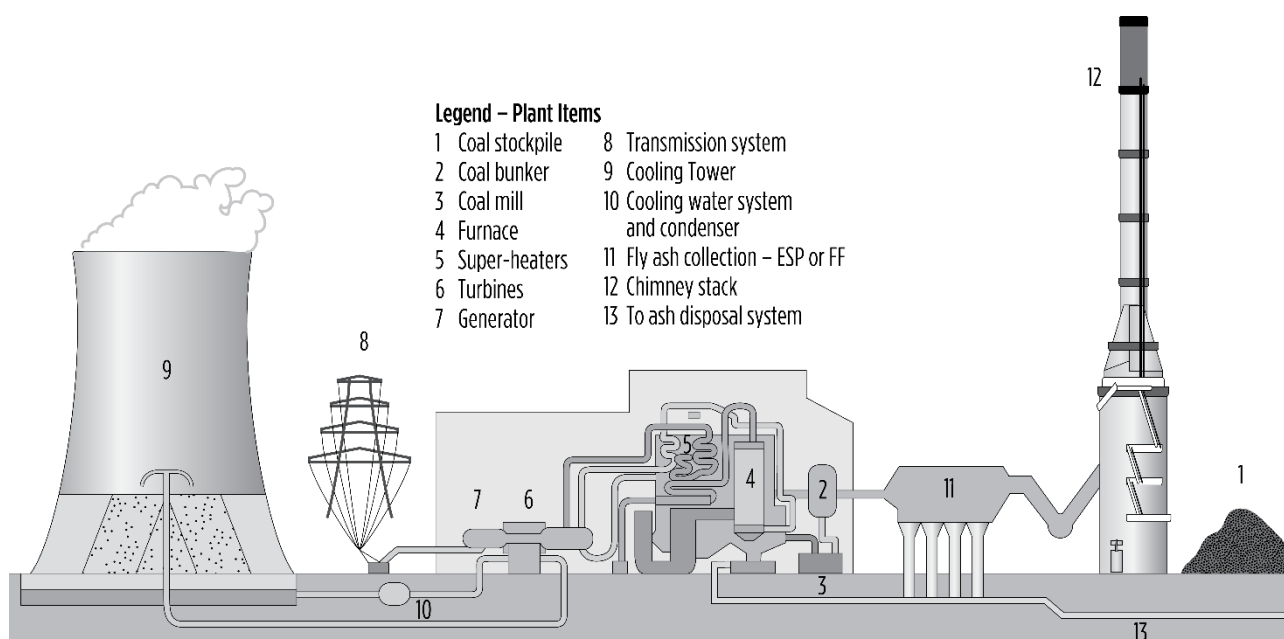 Legend – Plant Items
1 Coal stockpile
2 Coal bunker
3 Coal mill
4 Furnace
5 Super-heaters
6 Turbines
7 Generator
8 Transmission system
9 Cooling Tower
10 Cooling water system
and condenser
11 Fly ash collection – ESP or FF
12 Chimney stack
13 To ash disposal system
12
9
8
7
6
5
4
2
11
1
3
10
13